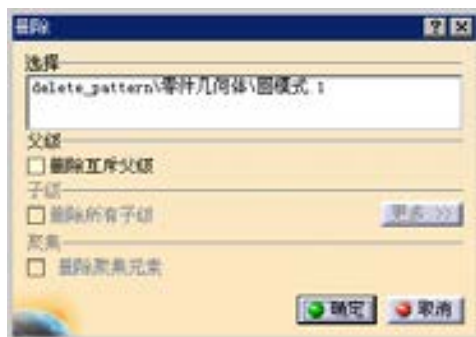 删除
选择
delete_pattern\零件几何体\圆模式.1
父级
删除互斥父级
子级
删除所有子级
更多 >>
聚集
删除聚集元素
确定
取消